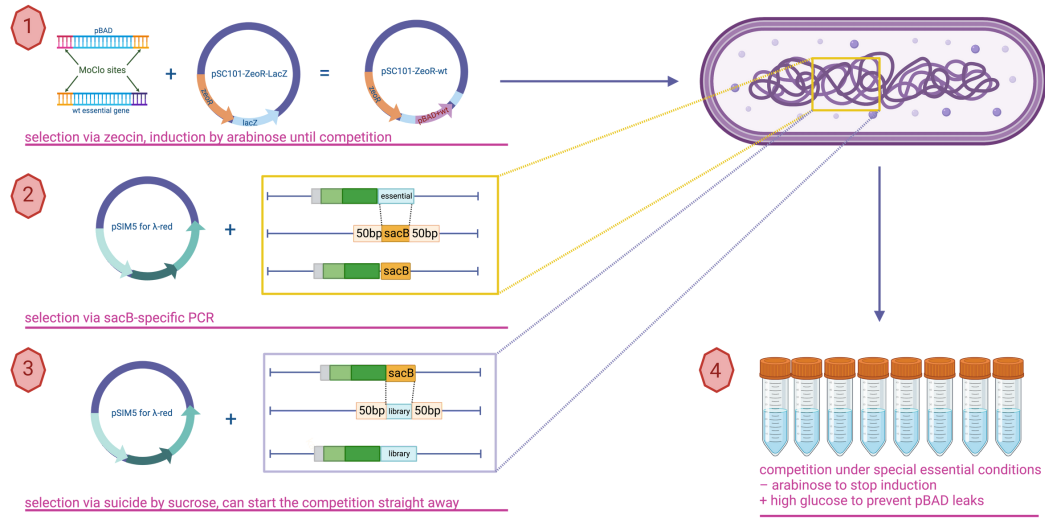 1
pBAD
MoClo sites
wt essential gene
+
pSC101-ZeoR-LacZ
zeoR
lacZ
=
pSC101-ZeoR-wt
zeoR
pBAD+wt
selection via zeocin, induction by arabinose until competition
2
pSIM5 for λ-red
+
essential
50bp sacB 50bp
sacB
selection via sacB-specific PCR
3
pSIM5 for λ-red
+
sacB
50bp library 50bp
library
selection via suicide by sucrose, can start the competition straight away
4
competition under special essential conditions
– arabinose to stop induction
+ high glucose to prevent pBAD leaks